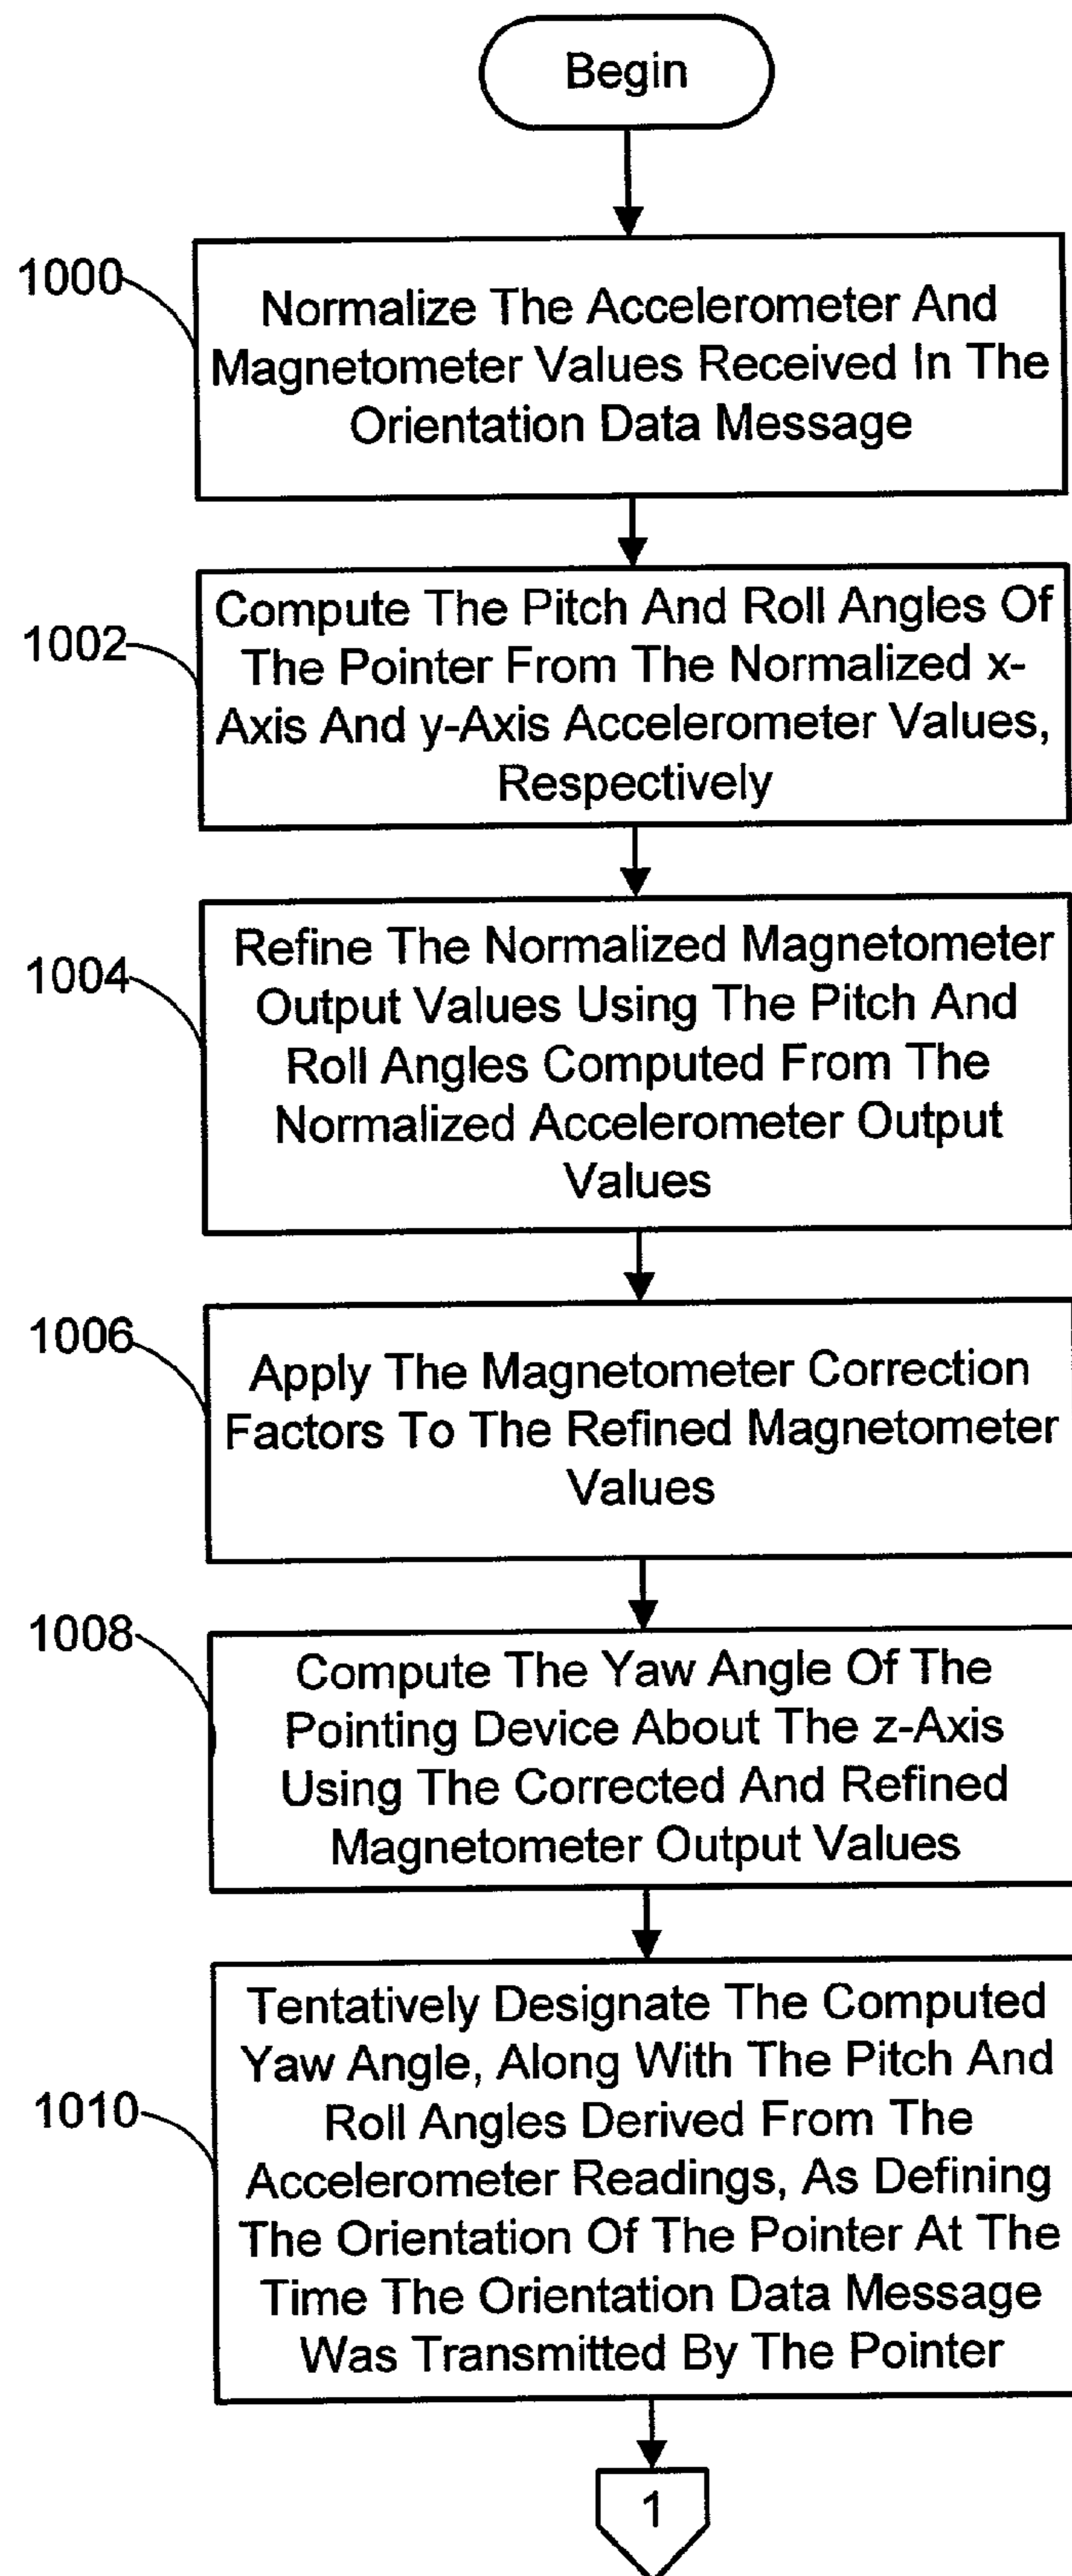 Begin
1000
Normalize The Accelerometer And
Magnetometer Values Received In The
Orientation Data Message
1002
Compute The Pitch And Roll Angles Of
The Pointer From The Normalized x-
Axis And y-Axis Accelerometer Values,
Respectively
1004
Refine The Normalized Magnetometer
Output Values Using The Pitch And
Roll Angles Computed From The
Normalized Accelerometer Output
Values
1006
Apply The Magnetometer Correction
Factors To The Refined Magnetometer
Values
1008
Compute The Yaw Angle Of The
Pointing Device About The z-Axis
Using The Corrected And Refined
Magnetometer Output Values
1010
Tentatively Designate The Computed
Yaw Angle, Along With The Pitch And
Roll Angles Derived From The
Accelerometer Readings, As Defining
The Orientation Of The Pointer At The
Time The Orientation Data Message
Was Transmitted By The Pointer
1